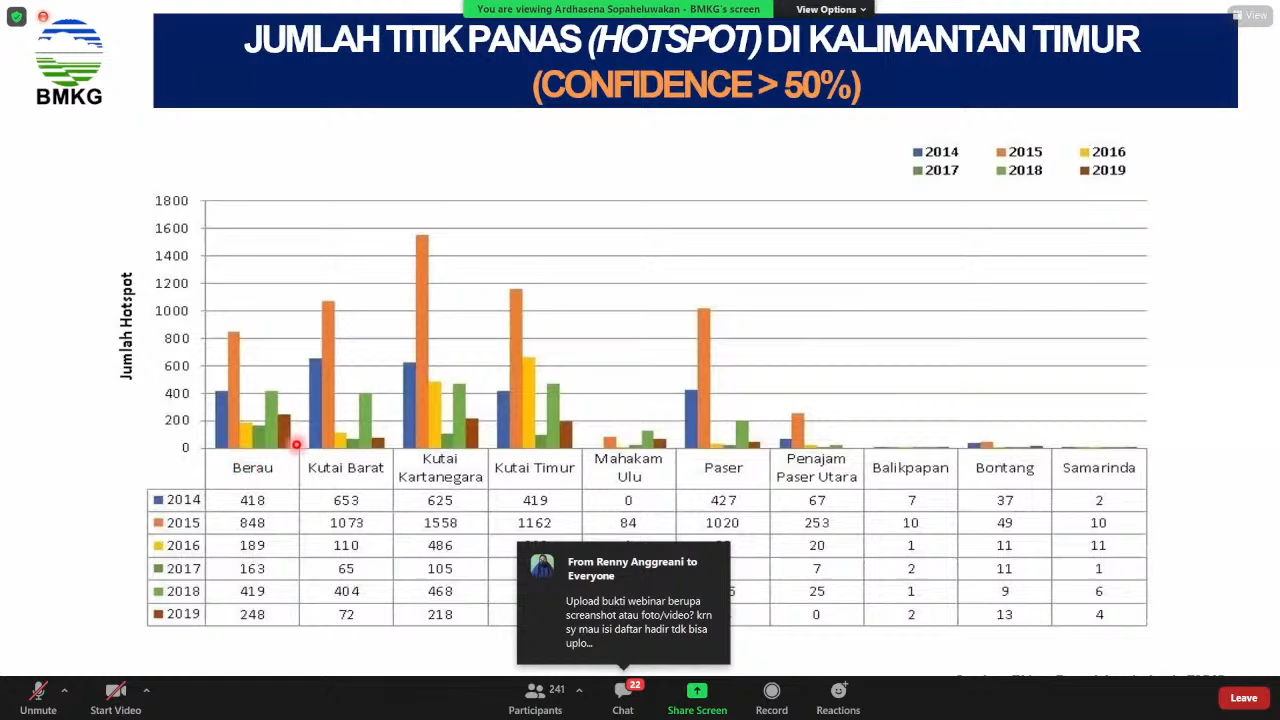 You are viewing Ardhasena Sopaheluwakan - BMKG's screen View Options
View
BMKG
JUMLAH TITIK PANAS (HOTSPOT) DI KALIMANTAN TIMUR
(CONFIDENCE > 50%)
2014 2015 2016
2017 2018 2019
Jumlah Hotspot
1800
1600
1400
1200
1000
800
600
400
200
0
Berau Kutai Barat Kutai Kartanegara Kutai Timur Mahakam Ulu Paser Penajam Paser Utara Balikpapan Bontang Samarinda
2014 418 653 625 419 0 427 67 7 37 2
2015 848 1073 1558 1162 84 1020 253 10 49 10
2016 189 110 486 20 1 11 11
2017 163 65 105 7 2 11 1
2018 419 404 468 25 1 9 6
2019 248 72 218 0 2 13 4
From Renny Anggreani to
Everyone
Upload bukti webinar berupa
screanshot atau foto/video? krn
sy mau isi daftar hadir tdk bisa
uplo...
Unmute
Start Video
241
Participants
22
Chat
Share Screen
Record
Reactions
Leave